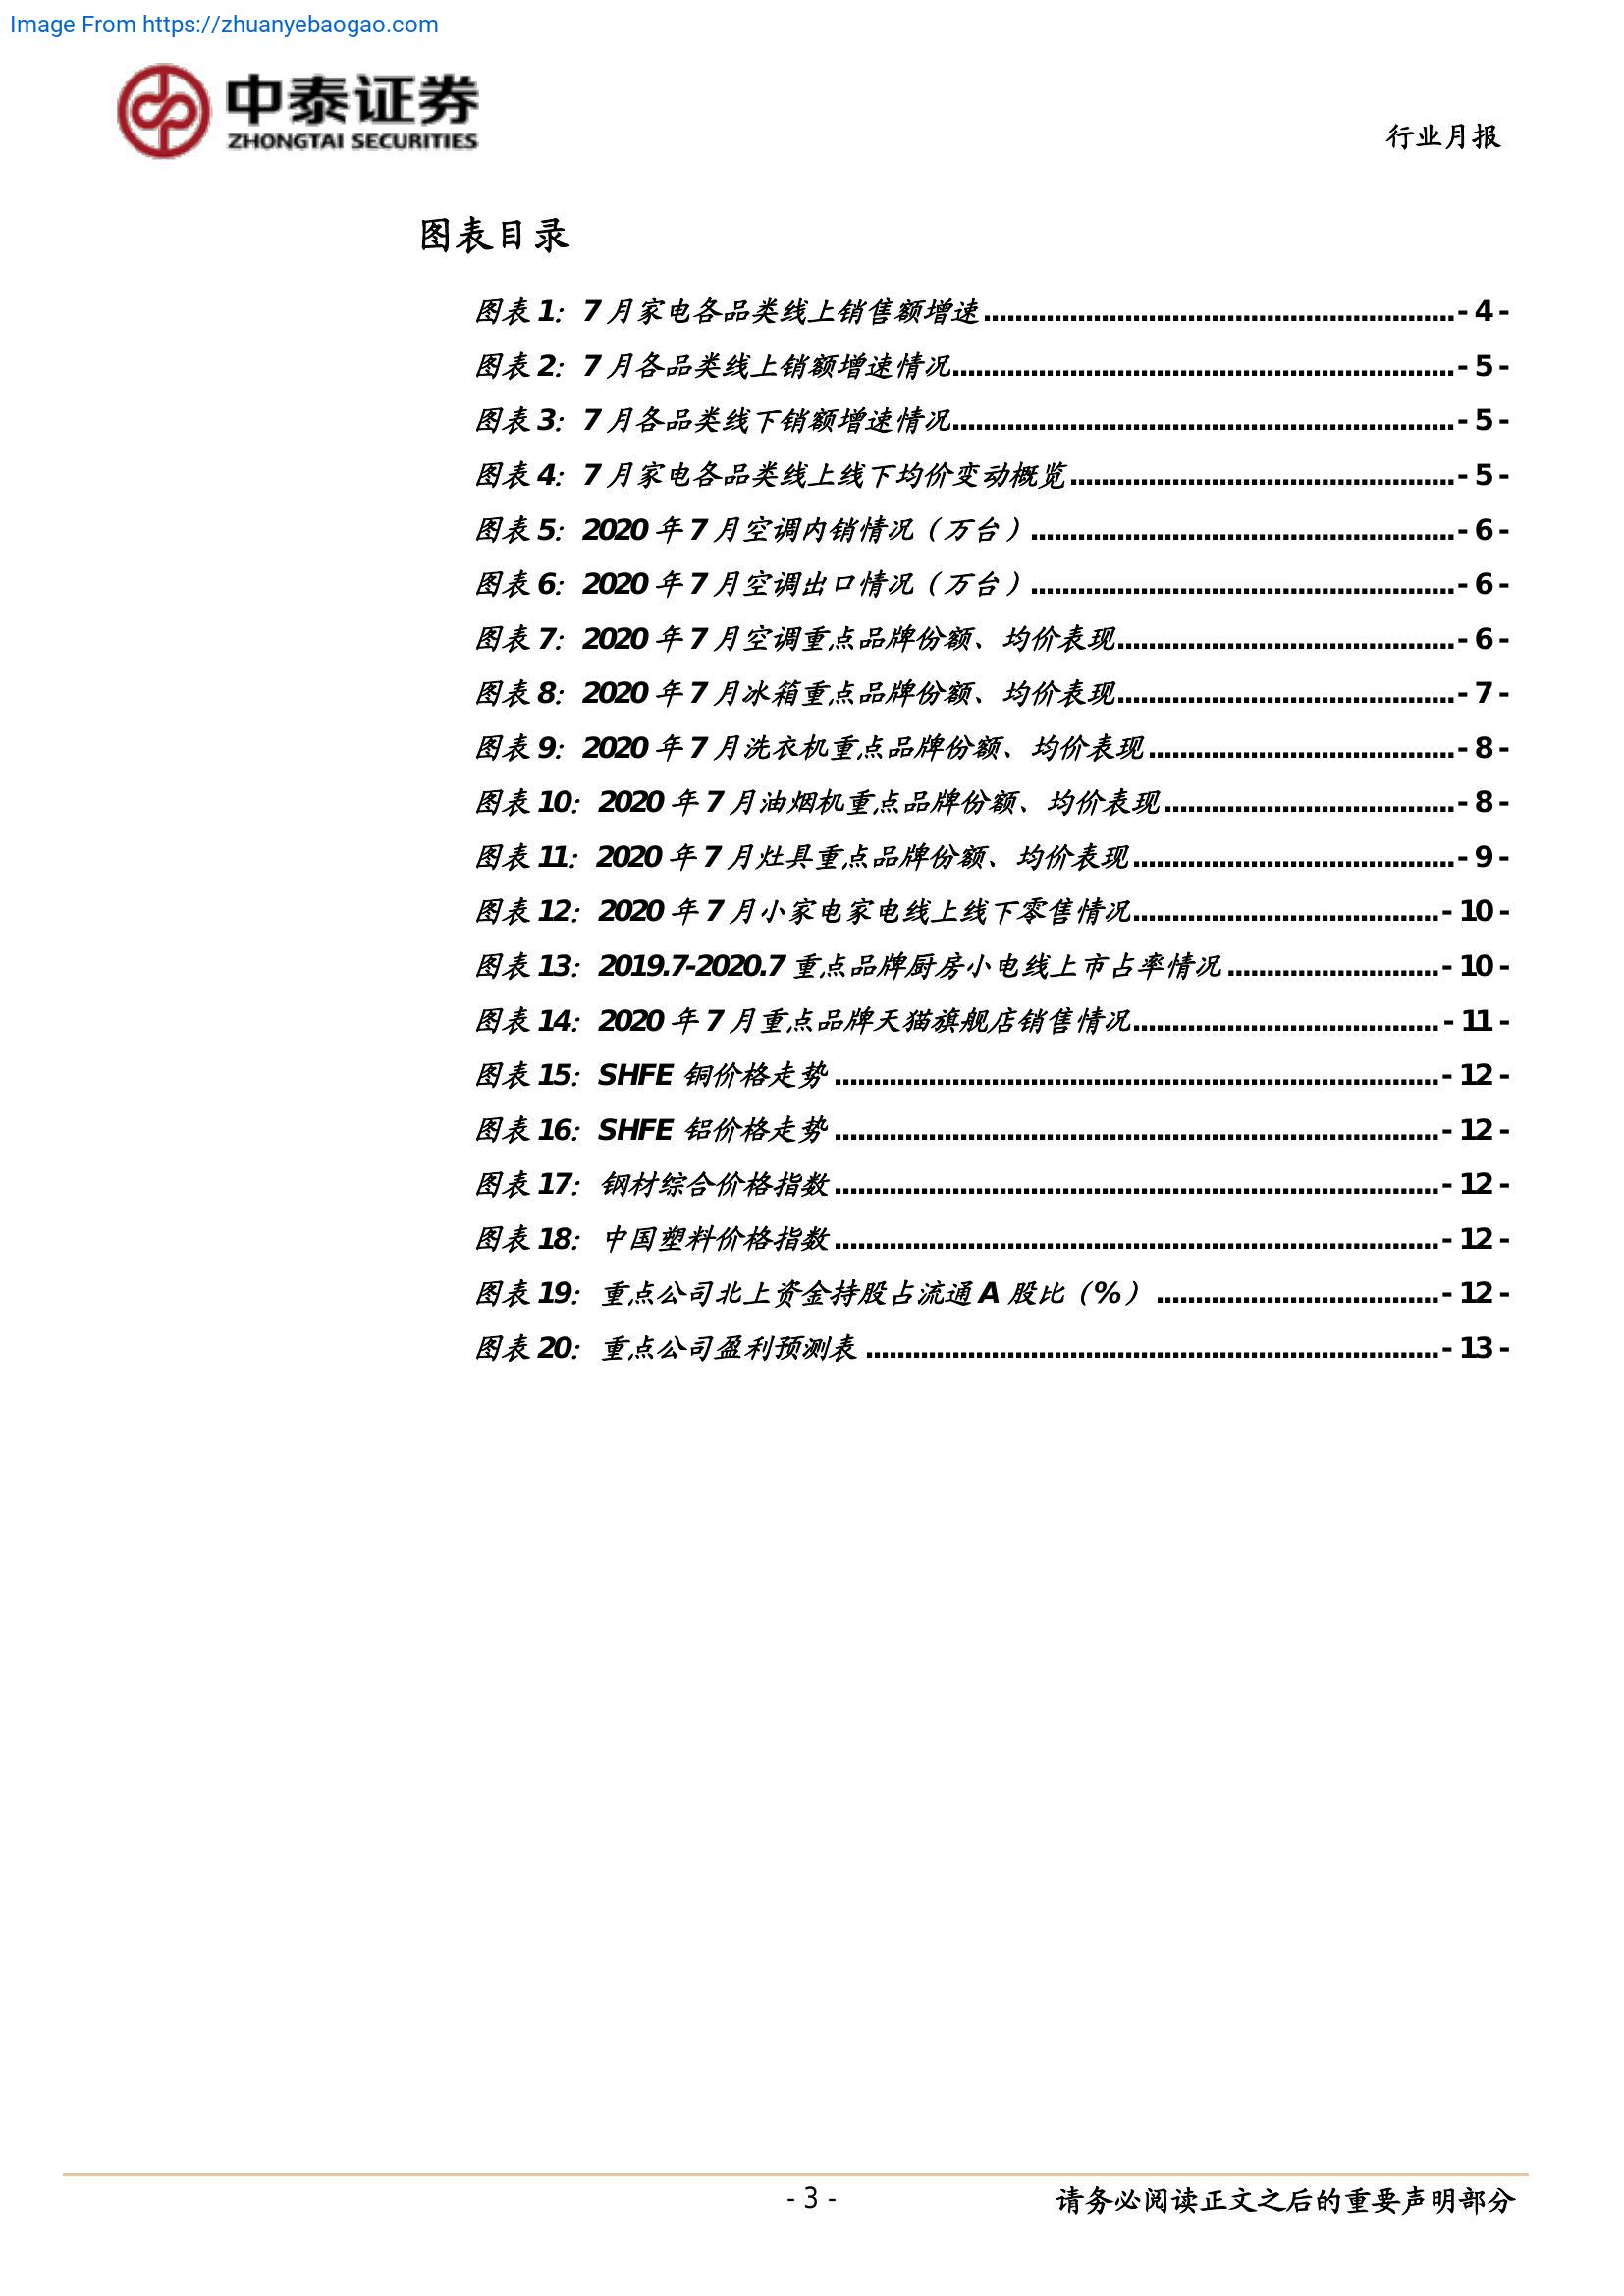 Image From https://zhuanyebaogao.com
中泰证券
ZHONGTAI SECURITIES
行业月报
图表目录
图表 1：7 月家电各品类线上销售额增速............................................................- 4 -
图表 2：7 月各品类线上销额增速情况................................................................- 5 -
图表 3：7 月各品类线下销额增速情况................................................................- 5 -
图表 4：7 月家电各品类线上线下均价变动概览.................................................- 5 -
图表 5：2020 年 7 月空调内销情况（万台）......................................................- 6 -
图表 6：2020 年 7 月空调出口情况（万台）......................................................- 6 -
图表 7：2020 年 7 月空调重点品牌份额、均价表现...........................................- 6 -
图表 8：2020 年 7 月冰箱重点品牌份额、均价表现...........................................- 7 -
图表 9：2020 年 7 月洗衣机重点品牌份额、均价表现.......................................- 8 -
图表 10：2020 年 7 月油烟机重点品牌份额、均价表现.....................................- 8 -
图表 11：2020 年 7 月灶具重点品牌份额、均价表现.........................................- 9 -
图表 12：2020 年 7 月小家电家电线上线下零售情况.......................................- 10 -
图表 13：2019.7-2020.7 重点品牌厨房小电线上市占率情况...........................- 10 -
图表 14：2020 年 7 月重点品牌天猫旗舰店销售情况.......................................- 11 -
图表 15：SHFE 铜价格走势.............................................................................- 12 -
图表 16：SHFE 铝价格走势.............................................................................- 12 -
图表 17：钢材综合价格指数.............................................................................- 12 -
图表 18：中国塑料价格指数.............................................................................- 12 -
图表 19：重点公司北上资金持股占流通 A 股比（%）....................................- 12 -
图表 20：重点公司盈利预测表.........................................................................- 13 -
- 3 -
请务必阅读正文之后的重要声明部分